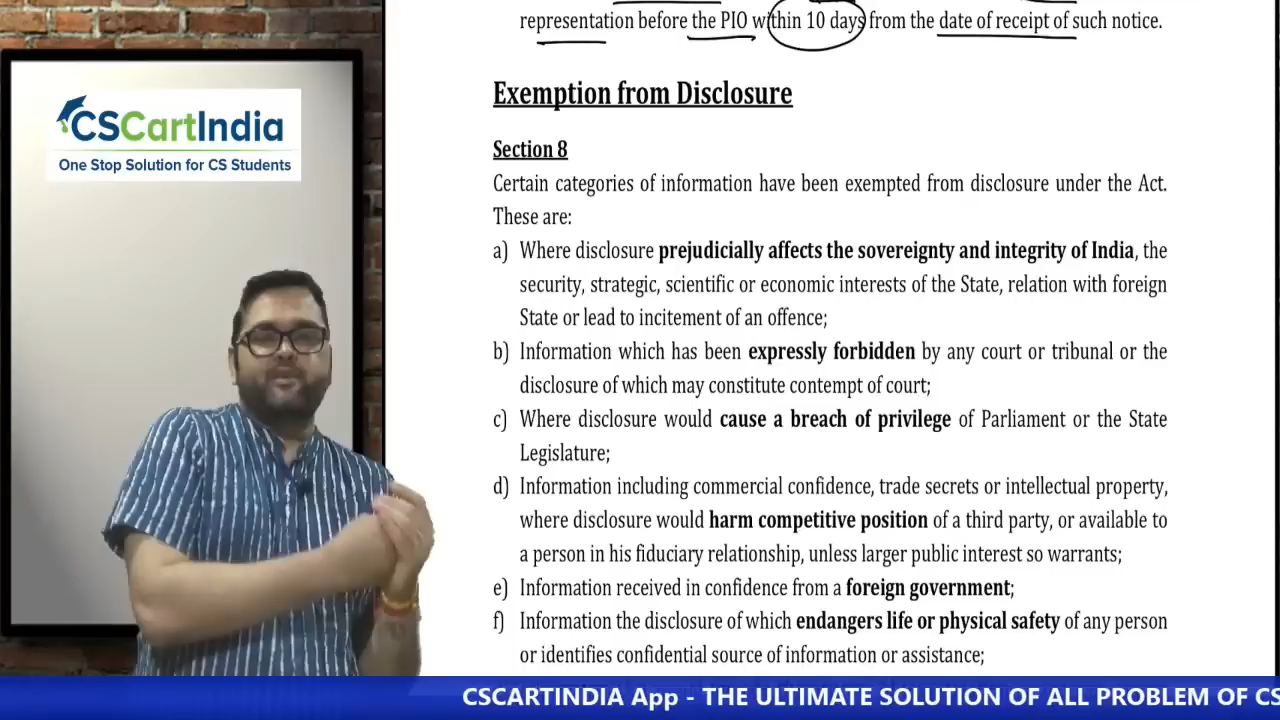 representation before the PIO within 10 days from the date of receipt of such notice.
CSCartIndia
One Stop Solution for CS Students
Exemption from Disclosure
Section 8
Certain categories of information have been exempted from disclosure under the Act.
These are:
a) Where disclosure prejudicially affects the sovereignty and integrity of India, the
security, strategic, scientific or economic interests of the State, relation with foreign
State or lead to incitement of an offence;
b) Information which has been expressly forbidden by any court or tribunal or the
disclosure of which may constitute contempt of court;
c) Where disclosure would cause a breach of privilege of Parliament or the State
Legislature;
d) Information including commercial confidence, trade secrets or intellectual property,
where disclosure would harm competitive position of a third party, or available to
a person in his fiduciary relationship, unless larger public interest so warrants;
e) Information received in confidence from a foreign government;
f) Information the disclosure of which endangers life or physical safety of any person
or identifies confidential source of information or assistance;
CSCARTINDIA App - THE ULTIMATE SOLUTION OF ALL PROBLEM OF CS